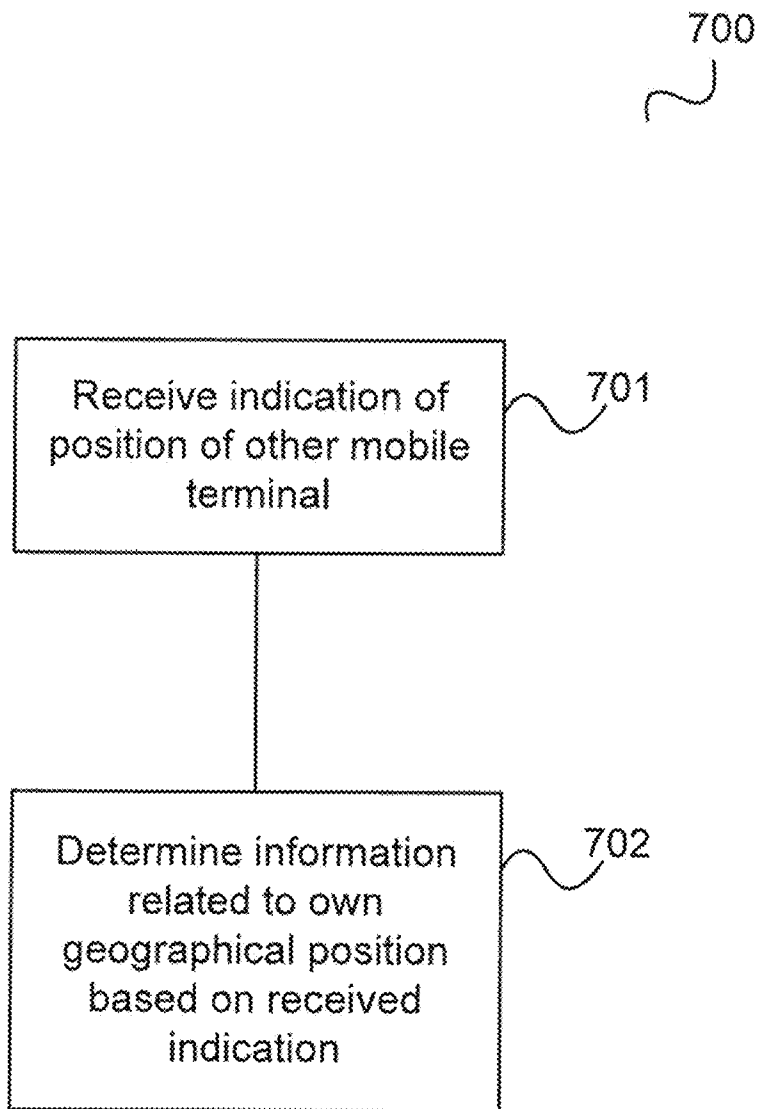 700
Receive indication of
position of other mobile
terminal
701
Determine information
related to own
geographical position
based on received
indication
702